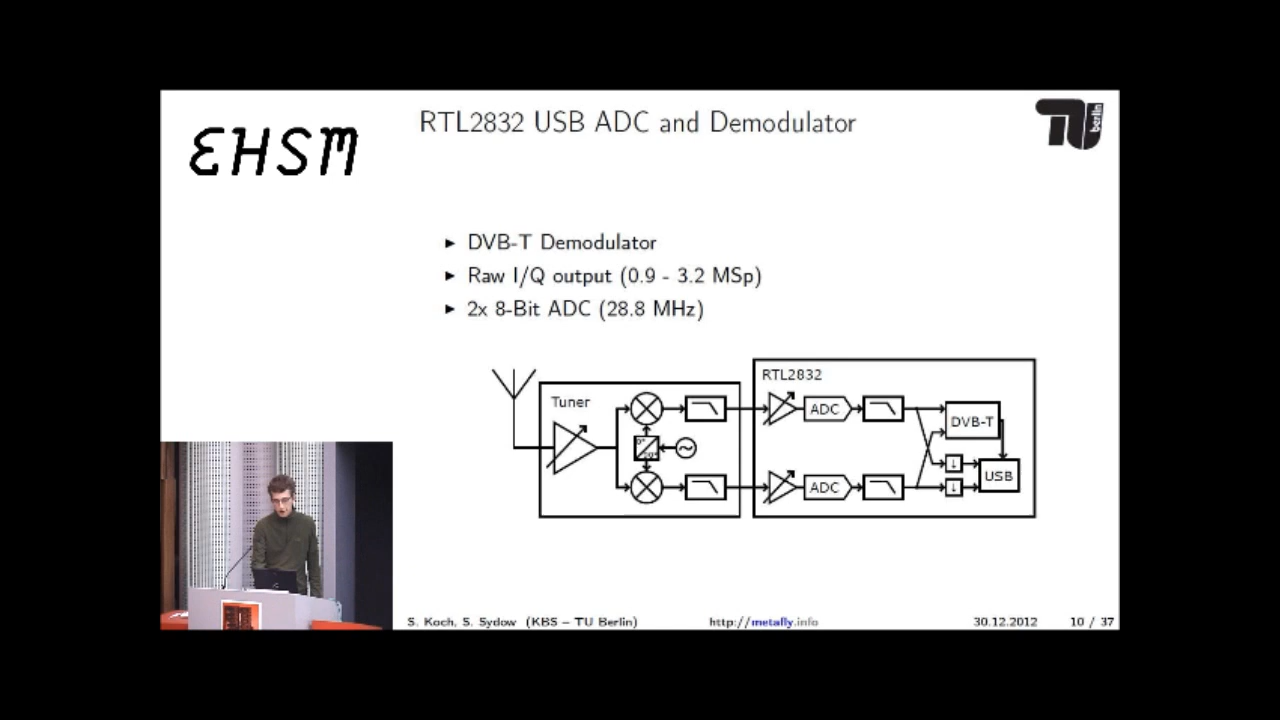 EHSM
RTL2832 USB ADC and Demodulator
berlin
DVB-T Demodulator
Raw I/Q output (0.9 - 3.2 MSp)
2x 8-Bit ADC (28.8 MHz)
Tuner
RTL2832
ADC
DVB-T
ADC
USB
S. Koch, S. Sydow (KBS – TU Berlin)
http://metafly.info
30.12.2012
10 / 37